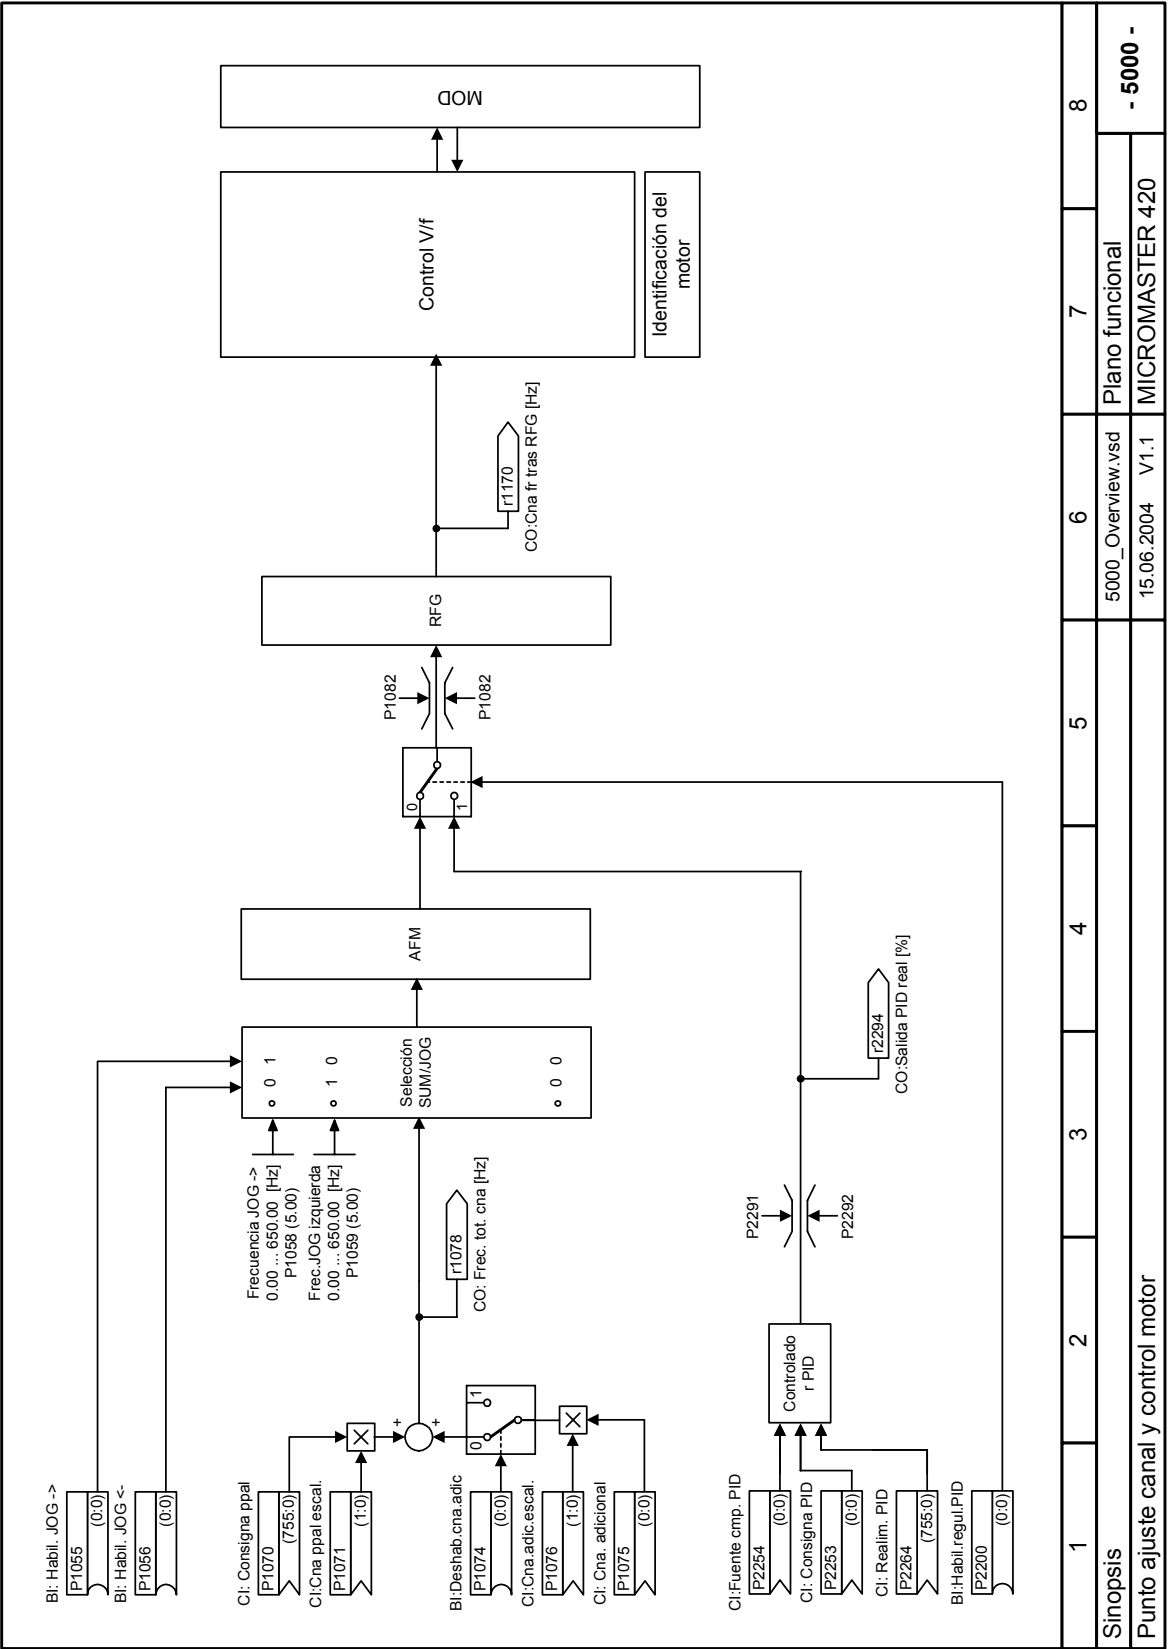 BI: Habil. JOG ->
P1055
(0:0)
BI: Habil. JOG <-
P1056
(0:0)
CI: Consigna ppal
P1070
(755:0)
CI:Cna ppal escal.
P1071
(1:0)
BI:Deshab.cna.adic
P1074
(0:0)
CI:Cna.adic.escal.
P1076
(1:0)
CI: Cna. adicional
P1075
(0:0)
+
+
0
1
Frecuencia JOG ->
0.00 ... 650.00 [Hz]
P1058 (5.00)
Frec.JOG izquierda
0.00 ... 650.00 [Hz]
P1059 (5.00)
r1078
CO: Frec. tot. cna [Hz]
0 1
1 0
Selección
SUM/JOG
0 0
AFM
0
1
P1082
P1082
RFG
r1170
CO:Cna fr tras RFG [Hz]
Control V/f
Identificación del
motor
MOD
CI:Fuente cmp. PID
P2254
(0:0)
CI: Consigna PID
P2253
(0:0)
CI: Realim. PID
P2264
(755:0)
BI:Habil.regul.PID
P2200
(0:0)
Controlado
r PID
P2291
P2292
r2294
CO:Salida PID real [%]
1 2 3 4 5 6 7 8
Sinopsis
5000_Overview.vsd
Plano funcional
- 5000 -
Punto ajuste canal y control motor
15.06.2004 V1.1
MICROMASTER 420